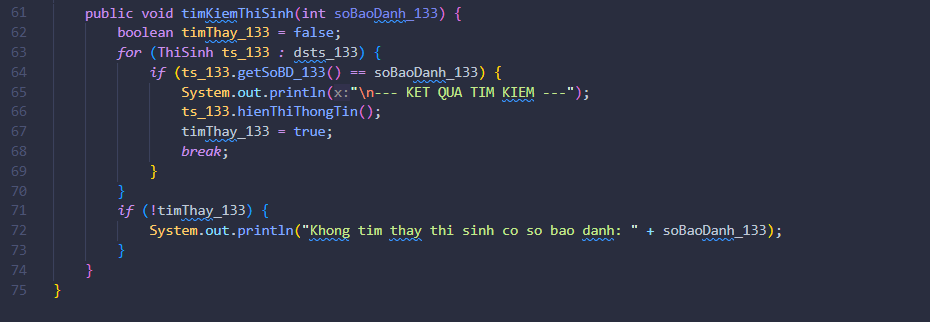 61 public void timKiemThiSinh(int soBaoDanh_133) {
62 boolean timThay_133 = false;
63 for (ThiSinh ts_133 : dsts_133) {
64 if (ts_133.getSoBD_133() == soBaoDanh_133) {
65 System.out.println(x:"\n--- KET QUA TIM KIEM ---");
66 ts_133.hienThiThongTin();
67 timThay_133 = true;
68 break;
69 }
70 }
71 if (!timThay_133) {
72 System.out.println("Khong tim thay thi sinh co so bao danh: " + soBaoDanh_133);
73 }
74 }
75 }